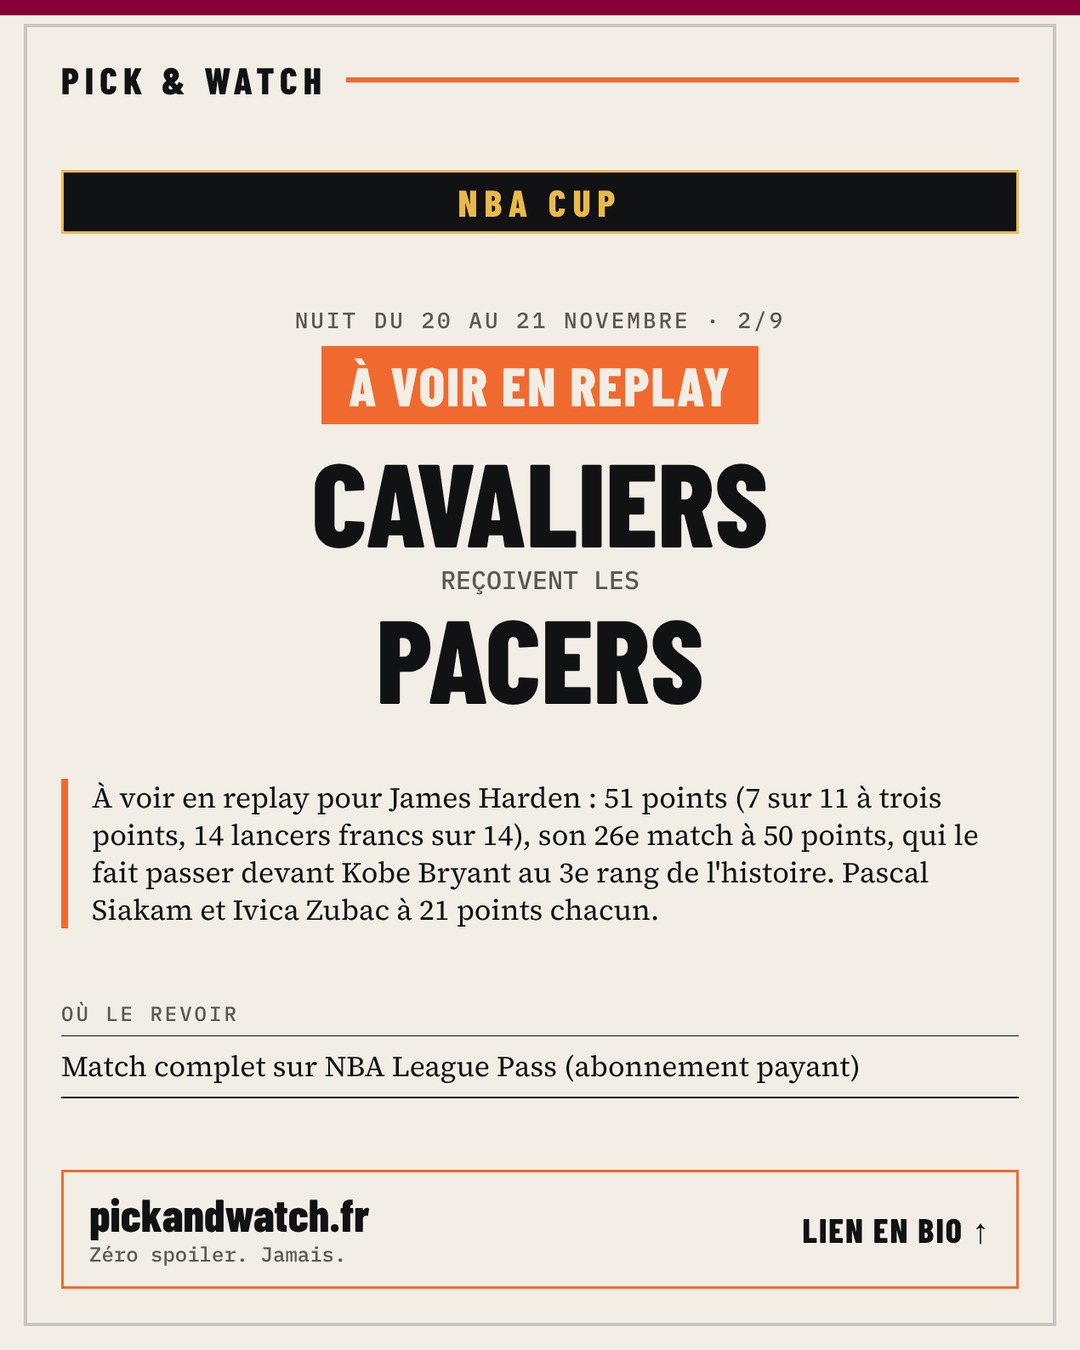 PICK & WATCH
NBA CUP
NUIT DU 20 AU 21 NOVEMBRE · 2/9
À VOIR EN REPLAY
CAVALIERS
REÇOIVENT LES
PACERS
À voir en replay pour James Harden : 51 points (7 sur 11 à trois
points, 14 lancers francs sur 14), son 26e match à 50 points, qui le
fait passer devant Kobe Bryant au 3e rang de l'histoire. Pascal
Siakam et Ivica Zubac à 21 points chacun.
OÙ LE REVOIR
Match complet sur NBA League Pass (abonnement payant)
pickandwatch.fr
Zéro spoiler. Jamais.
LIEN EN BIO ↑